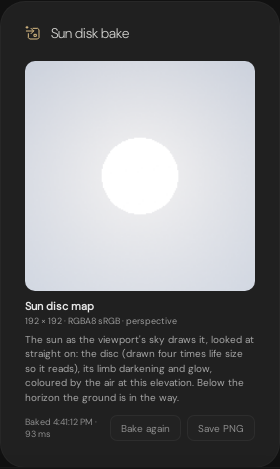 Sun disk bake
Sun disc map
192 × 192 · RGBA8 sRGB · perspective
The sun as the viewport's sky draws it, looked at
straight on: the disc (drawn four times life size
so it reads), its limb darkening and glow,
coloured by the air at this elevation. Below the
horizon the ground is in the way.
Baked 4:41:12 PM ·
93 ms
Bake again
Save PNG